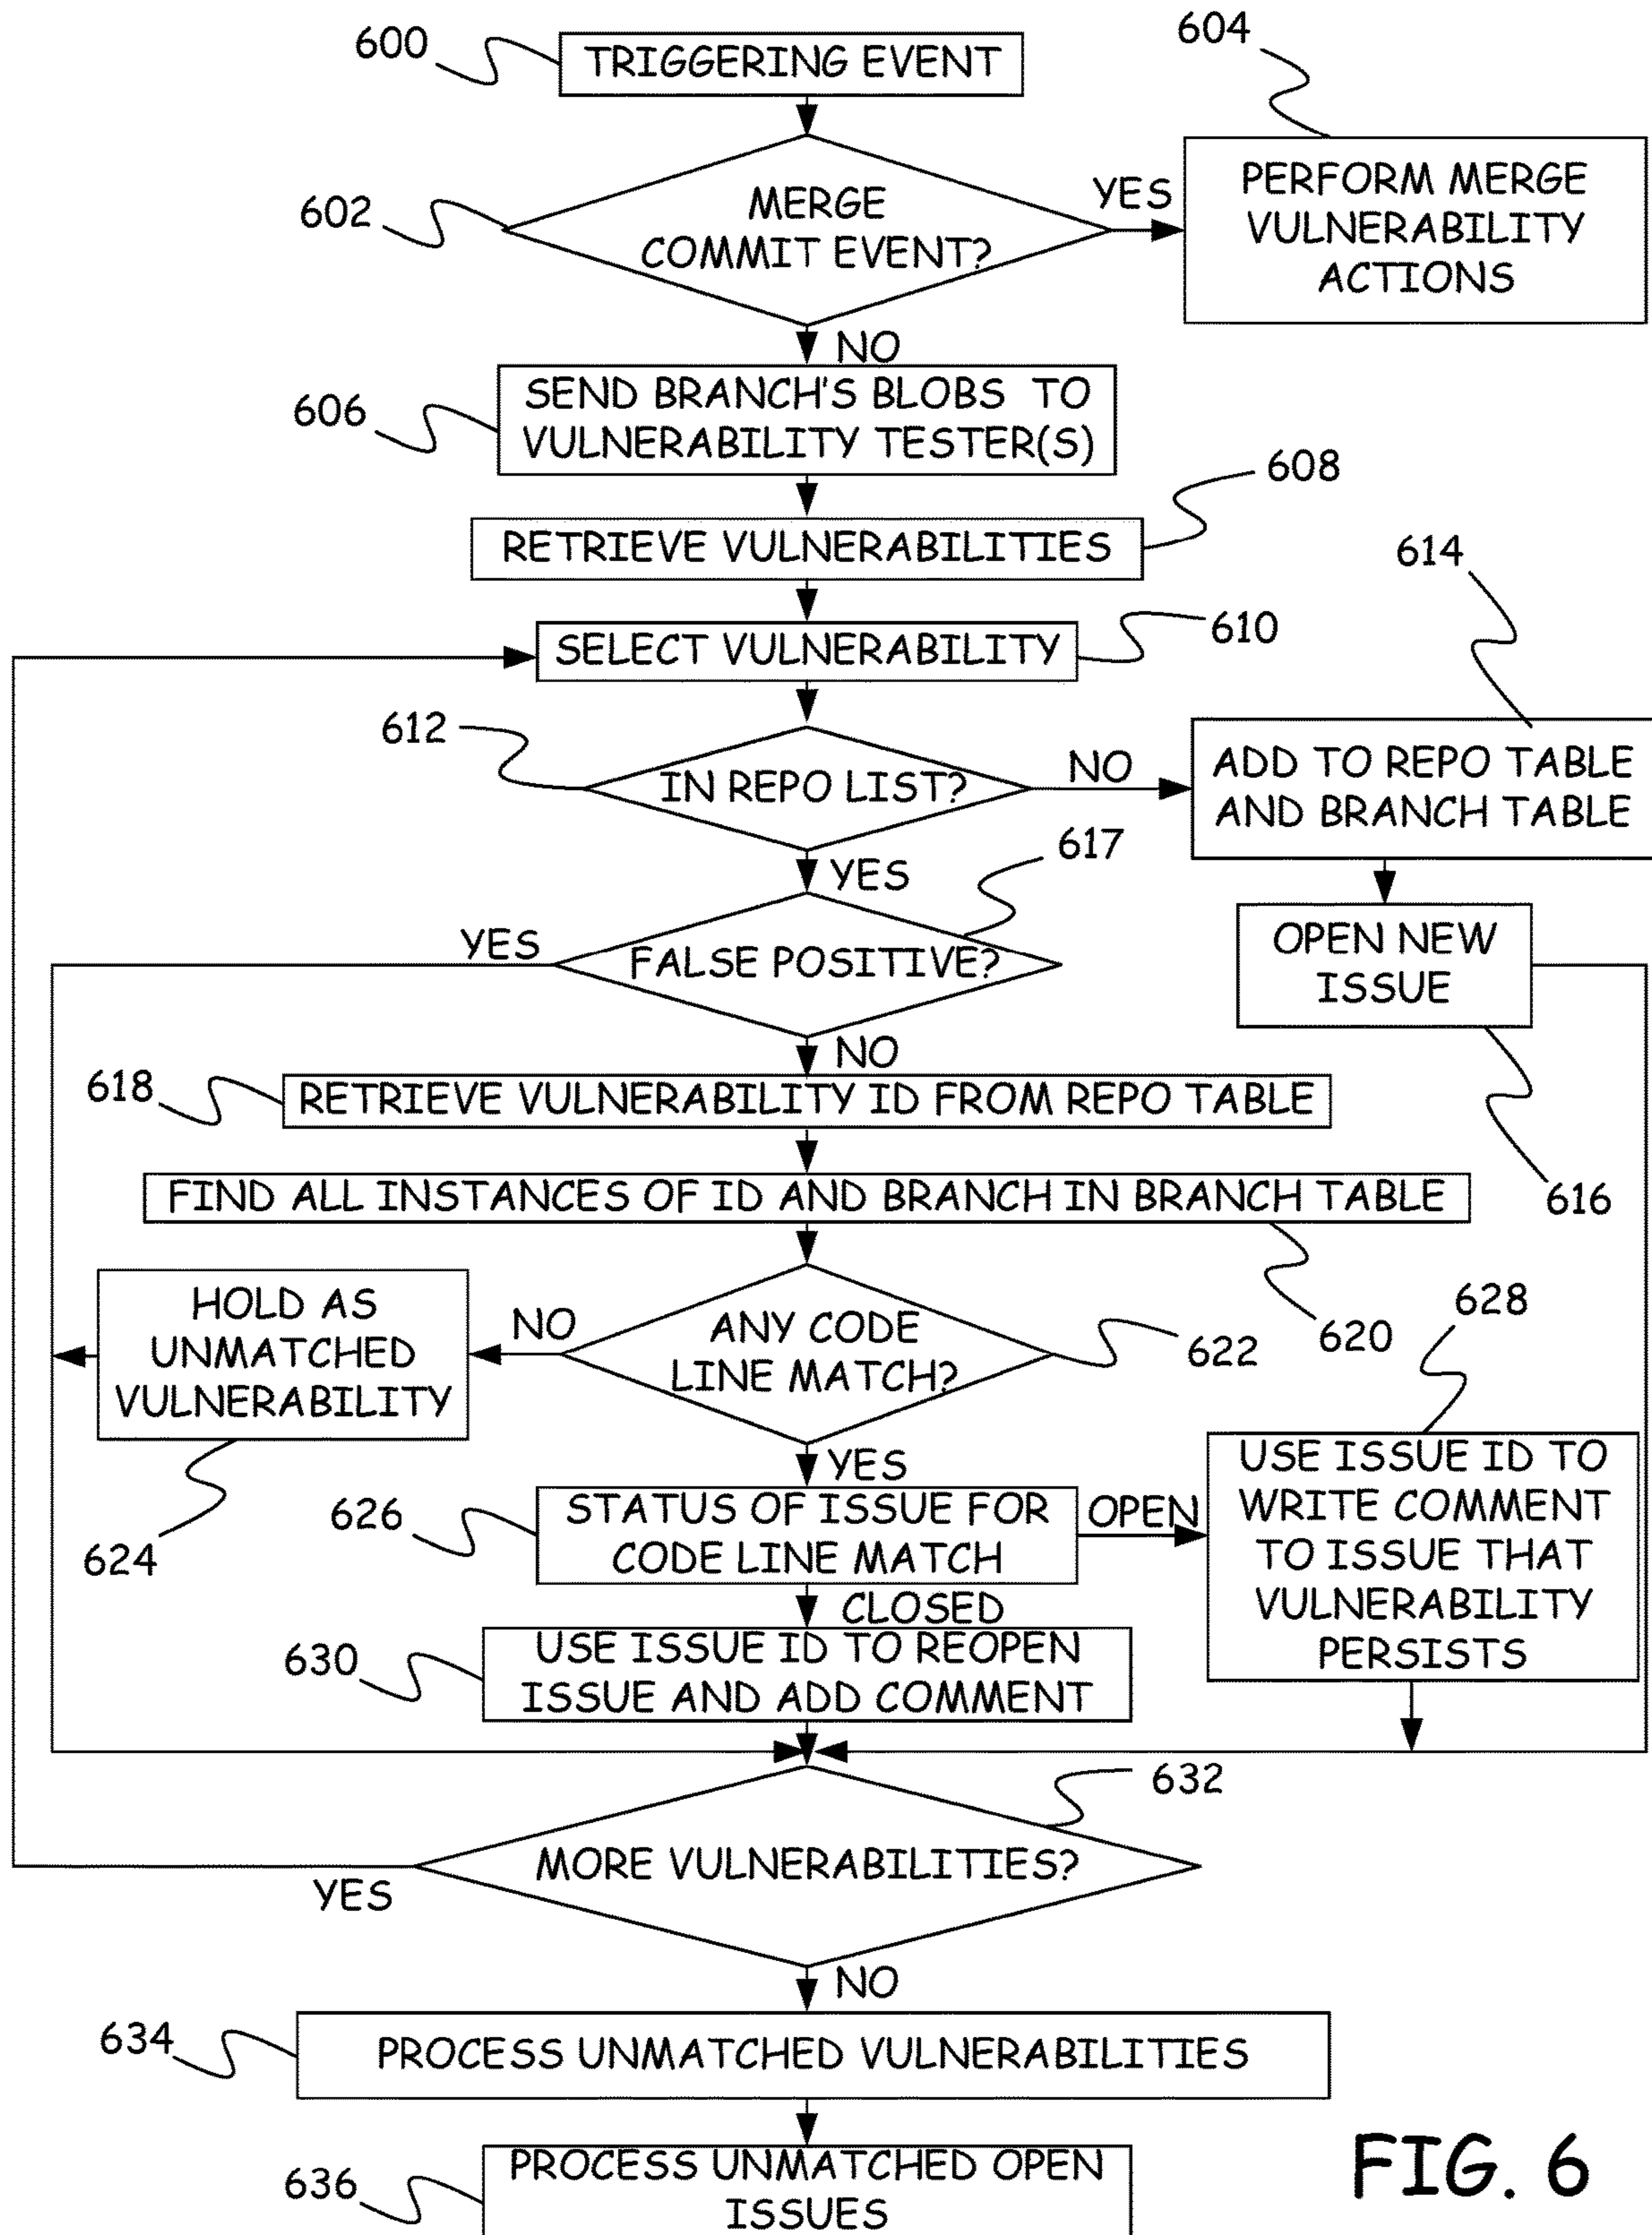 600
TRIGGERING EVENT
604
602
MERGE
COMMIT EVENT?
YES
PERFORM MERGE
VULNERABILITY
ACTIONS
NO
606
SEND BRANCH'S BLOBS TO
VULNERABILITY TESTER(S)
608
RETRIEVE VULNERABILITIES
614
610
SELECT VULNERABILITY
612
IN REPO LIST?
NO
ADD TO REPO TABLE
AND BRANCH TABLE
YES
617
YES
FALSE POSITIVE?
OPEN NEW
ISSUE
NO
618
RETRIEVE VULNERABILITY ID FROM REPO TABLE
616
FIND ALL INSTANCES OF ID AND BRANCH IN BRANCH TABLE
620
HOLD AS
UNMATCHED
VULNERABILITY
NO
ANY CODE
LINE MATCH?
622
628
624
YES
626
STATUS OF ISSUE FOR
CODE LINE MATCH
OPEN
USE ISSUE ID TO
WRITE COMMENT
TO ISSUE THAT
VULNERABILITY
PERSISTS
CLOSED
630
USE ISSUE ID TO REOPEN
ISSUE AND ADD COMMENT
632
MORE VULNERABILITIES?
YES
NO
634
PROCESS UNMATCHED VULNERABILITIES
636
PROCESS UNMATCHED OPEN
ISSUES
FIG. 6